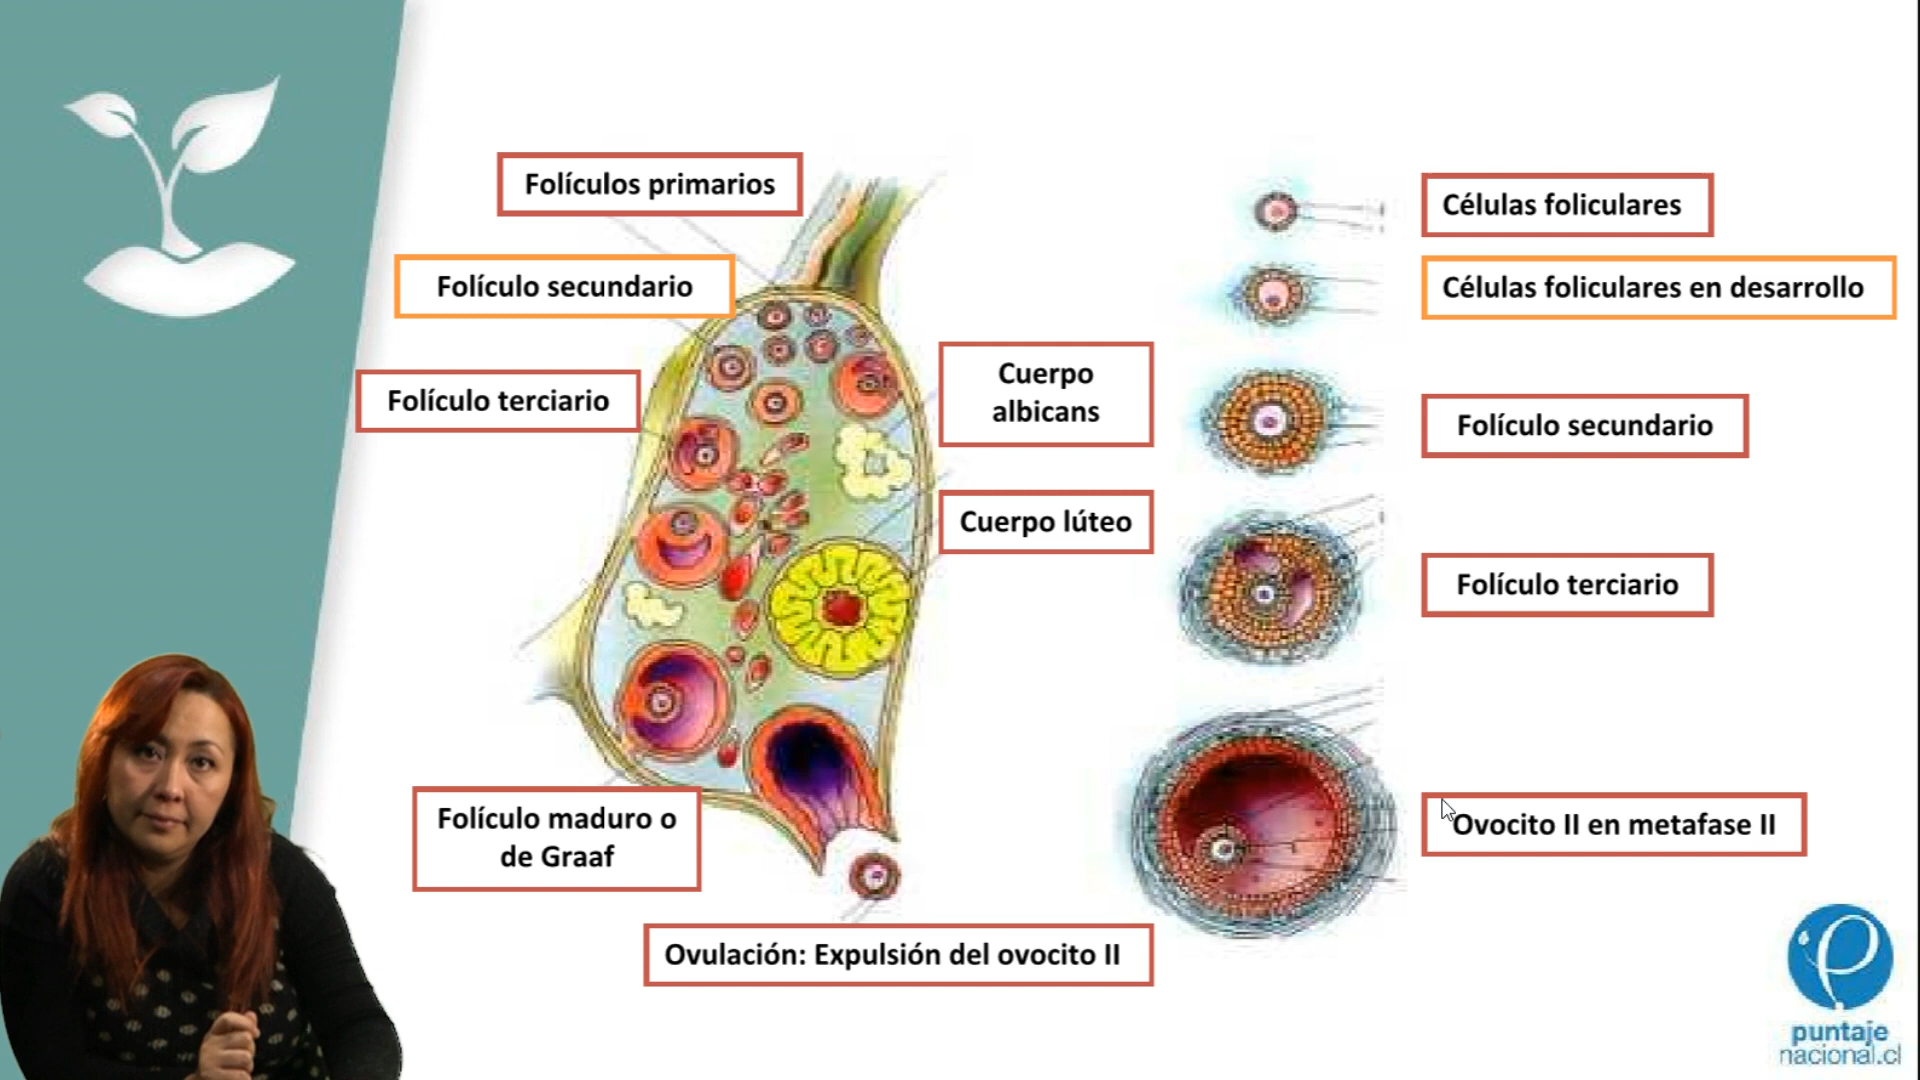 Folículos primarios
Folículo secundario
Folículo terciario
Folículo maduro o
de Graaf
Ovulación: Expulsión del ovocito II
Cuerpo
albicans
Cuerpo lúteo
Células foliculares
Células foliculares en desarrollo
Folículo secundario
Folículo terciario
Ovocito II en metafase II
puntaje
nacional.cl